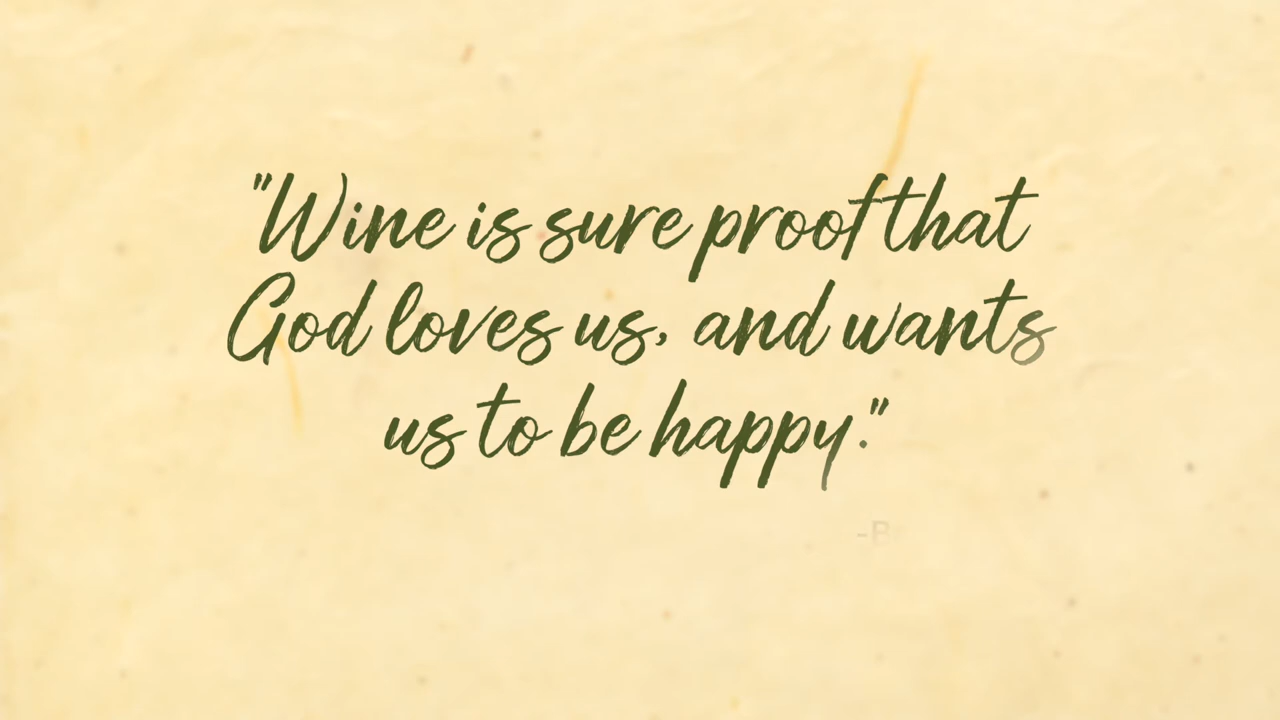 "Wine is sure proof that
God loves us, and wants
us to be happy."
-B